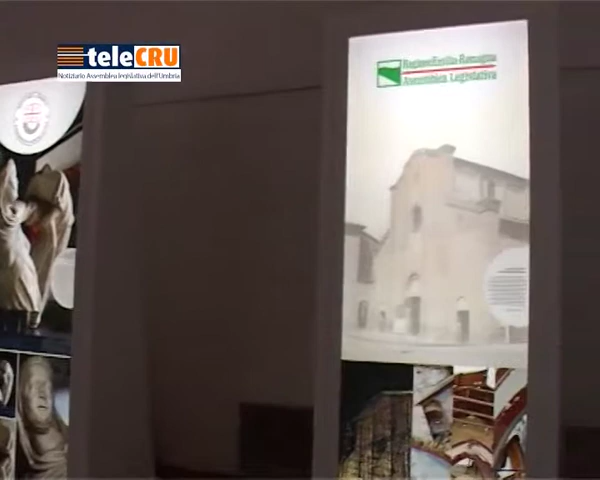 teleCRU
Notiziario Assemblea legislativa dell'Umbria
RegioneEmilia-Romagna
Assemblea Legislativa